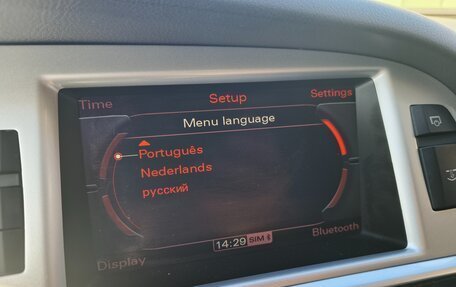 Time Setup Settings
Menu language
Português
Nederlands
русский
14:29 SIM
Display Bluetooth